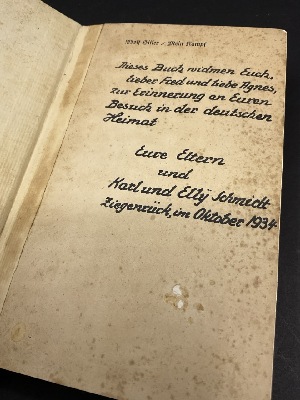 Adolf Hitler / Mein Kampf
Dieses Buch widmen Euch,
lieber Fred und liebe Agnes,
zur Erinnerung an Euren
Besuch in der deutschen
Heimat
Eure Eltern
und
Karl und Elly Schmidt
Ziegenrück, im Oktober 1934